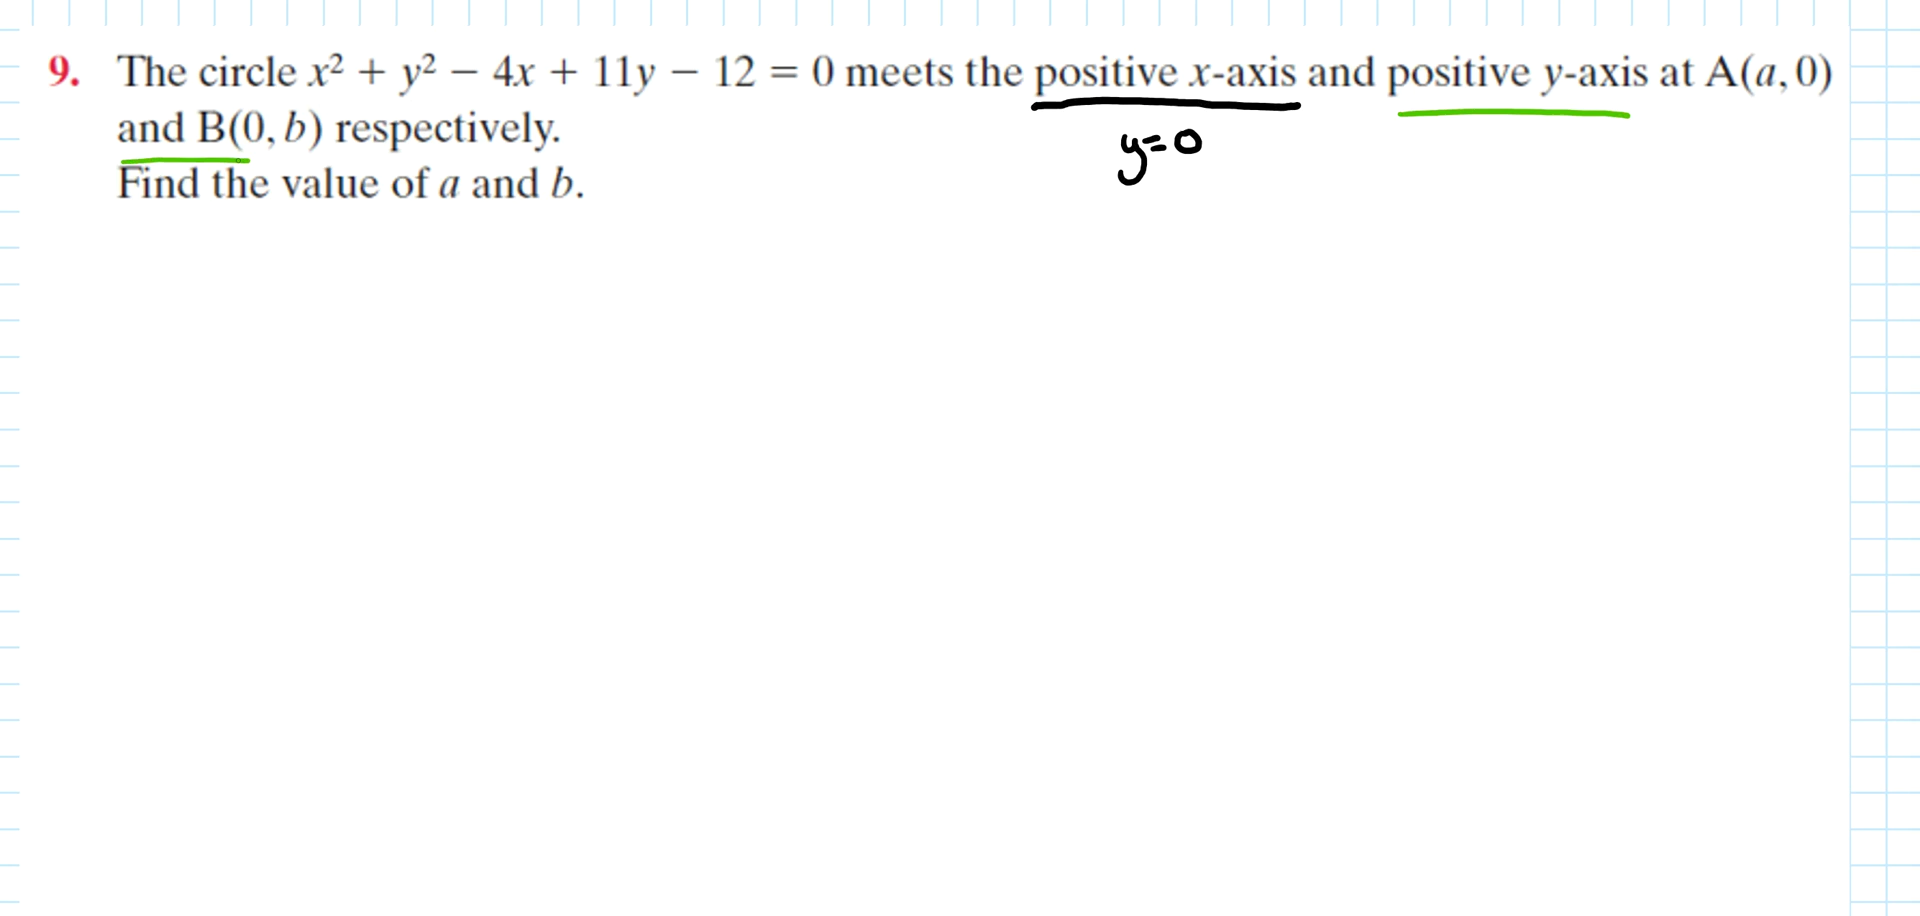 9. The circle x² + y² − 4x + 11y − 12 = 0 meets the positive x-axis and positive y-axis at A(a, 0)
and B(0, b) respectively.
y=0
Find the value of a and b.